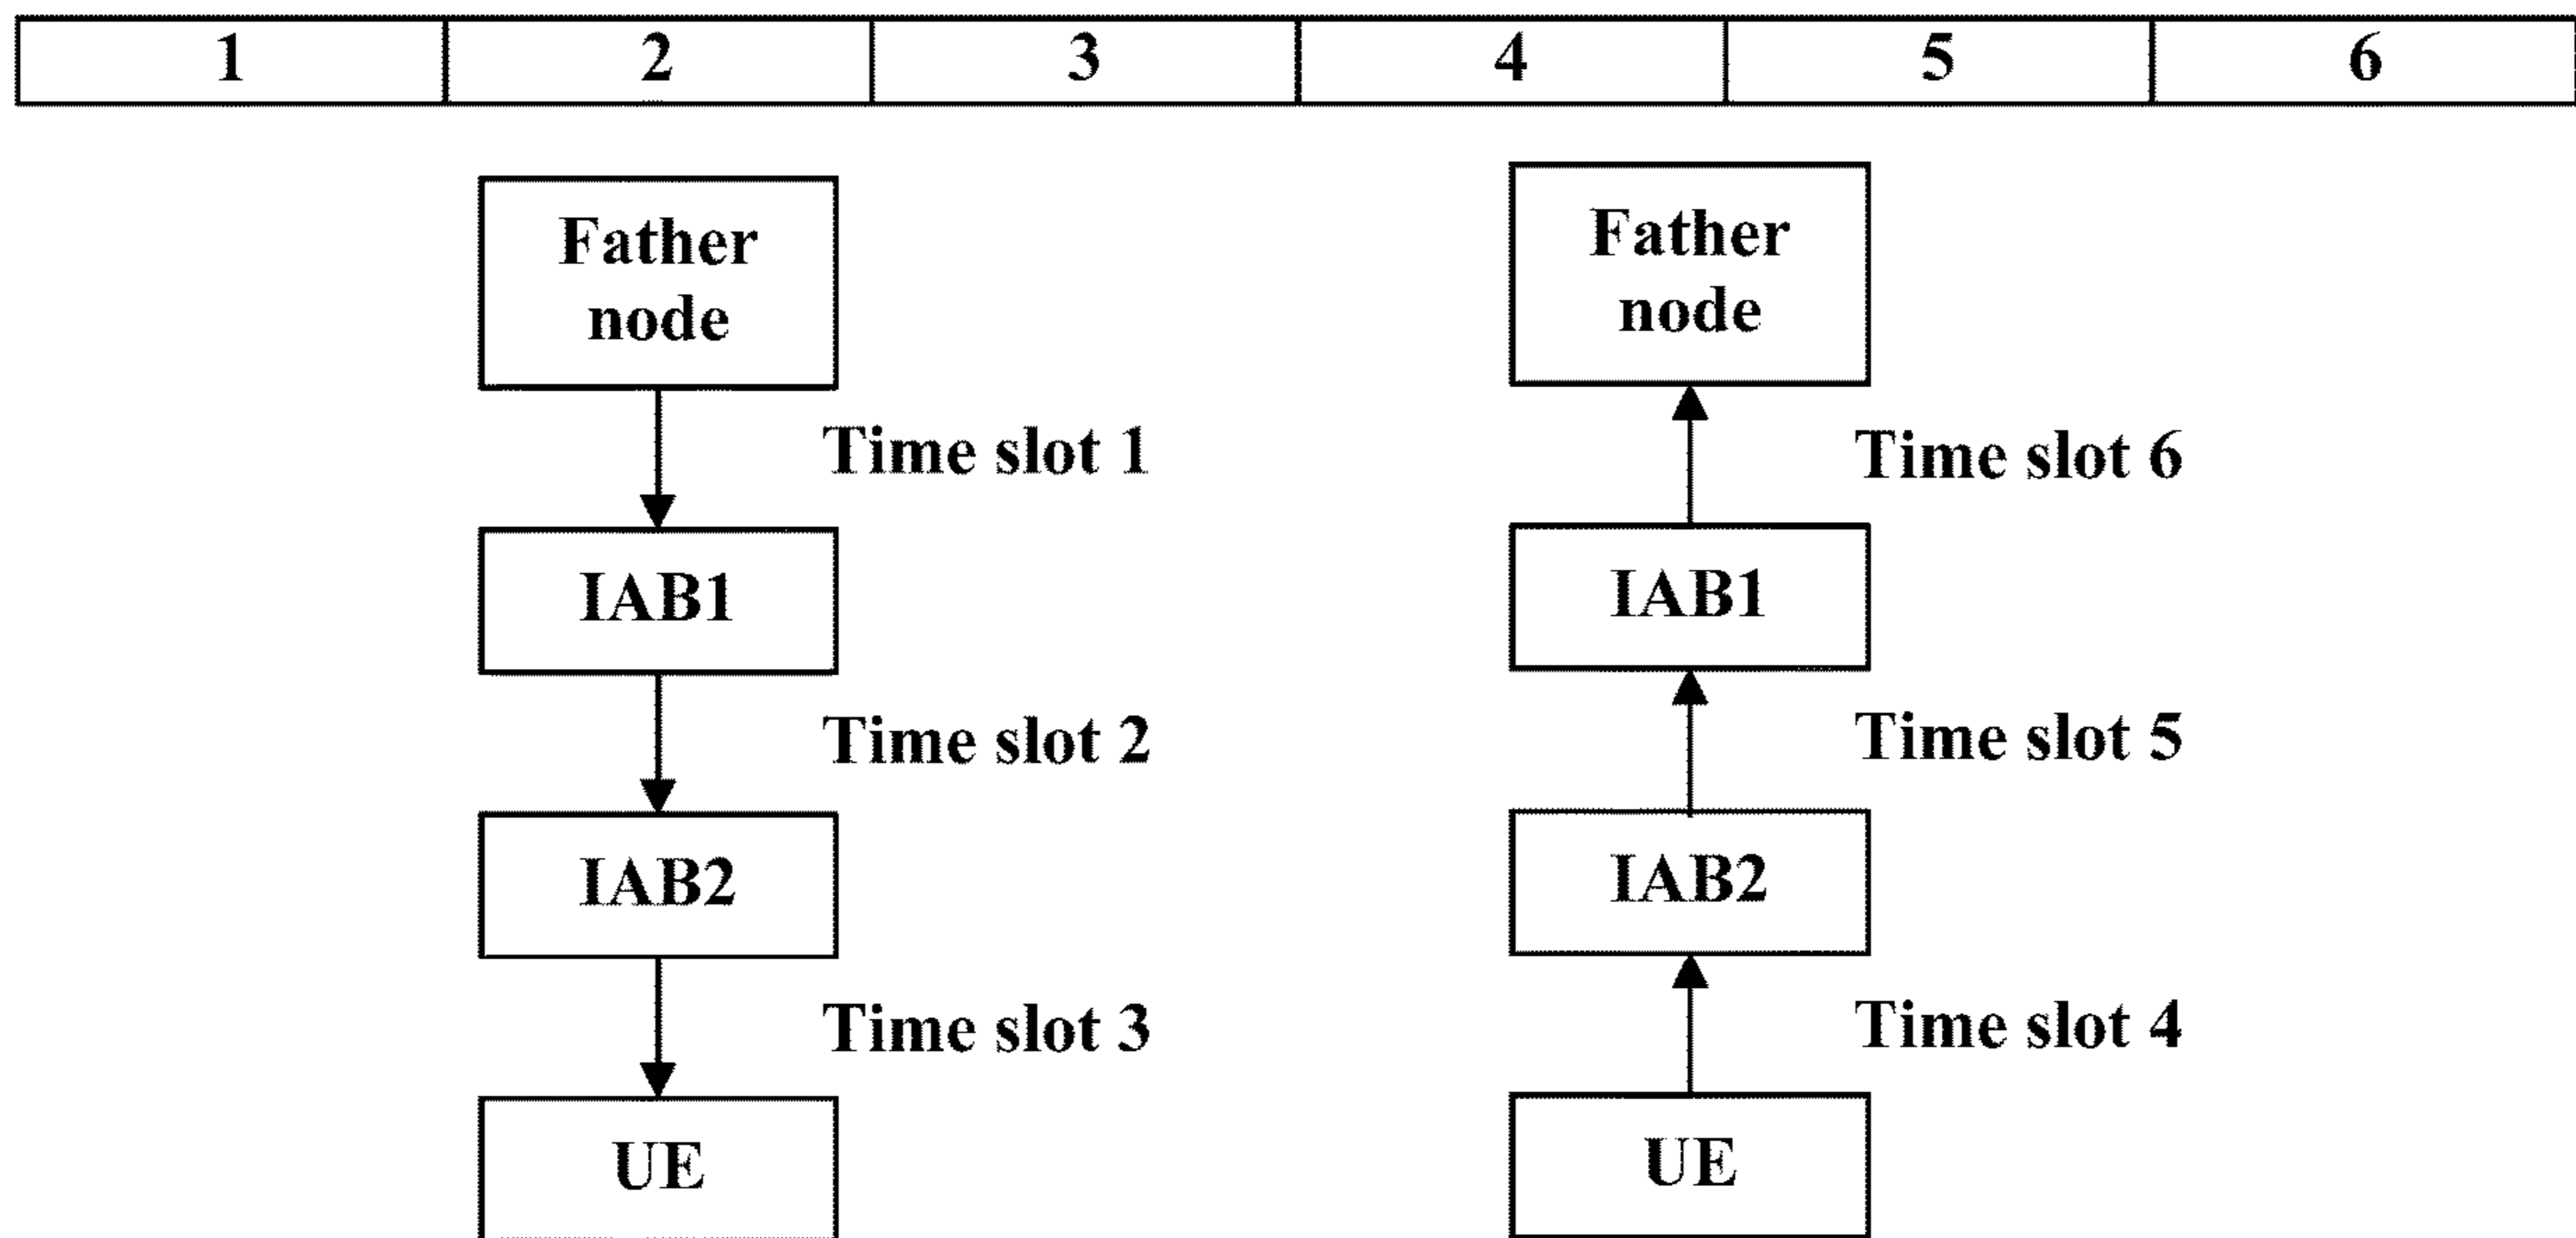 1 2 3 4 5 6
Father
node
Time slot 1
IAB1
Time slot 2
IAB2
Time slot 3
UE
Father
node
Time slot 6
IAB1
Time slot 5
IAB2
Time slot 4
UE